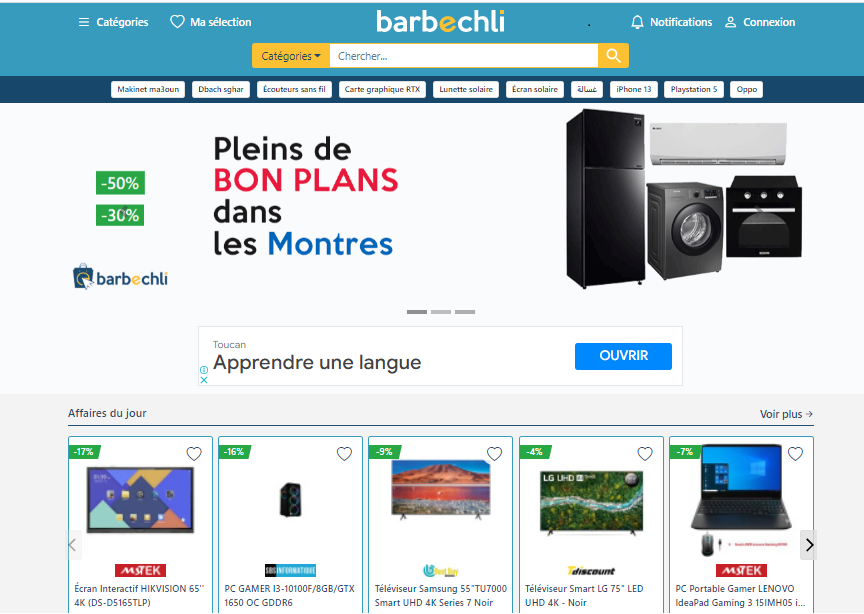 Catégories
Ma sélection
barbechli
Notifications
Connexion
Catégories
Chercher...
Makinet ma3oun
Dbach sghar
Écouteurs sans fil
Carte graphique RTX
Lunette solaire
Écran solaire
غسالة
iPhone 13
Playstation 5
Oppo
Pleins de
BON PLANS
dans
les Montres
-50%
-30%
barbechli
Toucan
Apprendre une langue
OUVRIR
Affaires du jour
Voir plus →
-17%
-16%
-9%
-4%
-7%
LG UHD AI
MSTEK
SBS INFORMATIQUE
Best Buy
Tdiscount
MSTEK
Écran Interactif HIKVISION 65''
4K (DS-D5165TLP)
PC GAMER I3-10100F/8GB/GTX
1650 OC GDDR6
Téléviseur Samsung 55"TU7000
Smart UHD 4K Series 7 Noir
Téléviseur Smart LG 75" LED
UHD 4K - Noir
PC Portable Gamer LENOVO
IdeaPad Gaming 3 15IMH05 i...